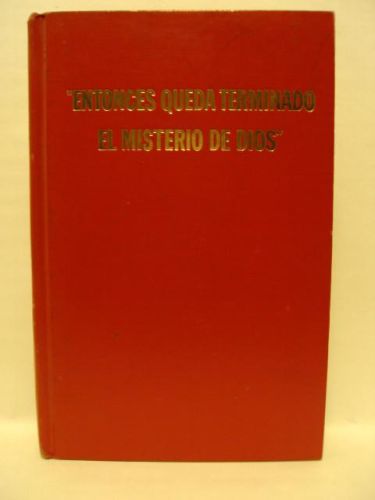 "ENTONCES QUEDA TERMINADO
EL MISTERIO DE DIOS"